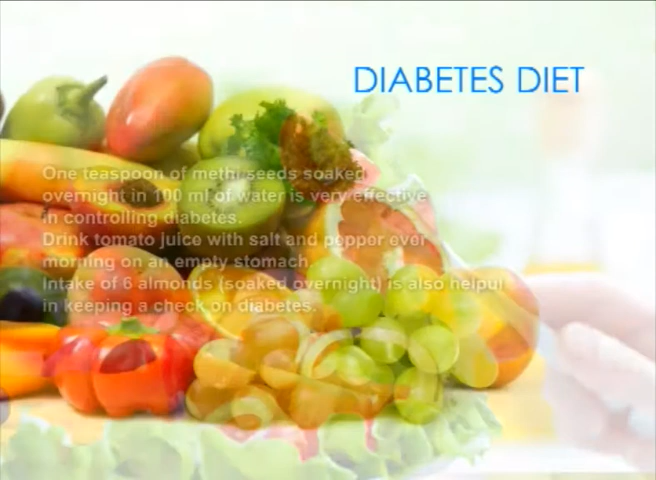 DIABETES DIET
One teaspoon of methi seeds soaked
overnight in 100 ml of water is very effective
in controlling diabetes.
Drink tomato juice with salt and pepper ever
morning on an empty stomach
Intake of 6 almonds (soaked overnight) is also helpul
in keeping a check on diabetes.